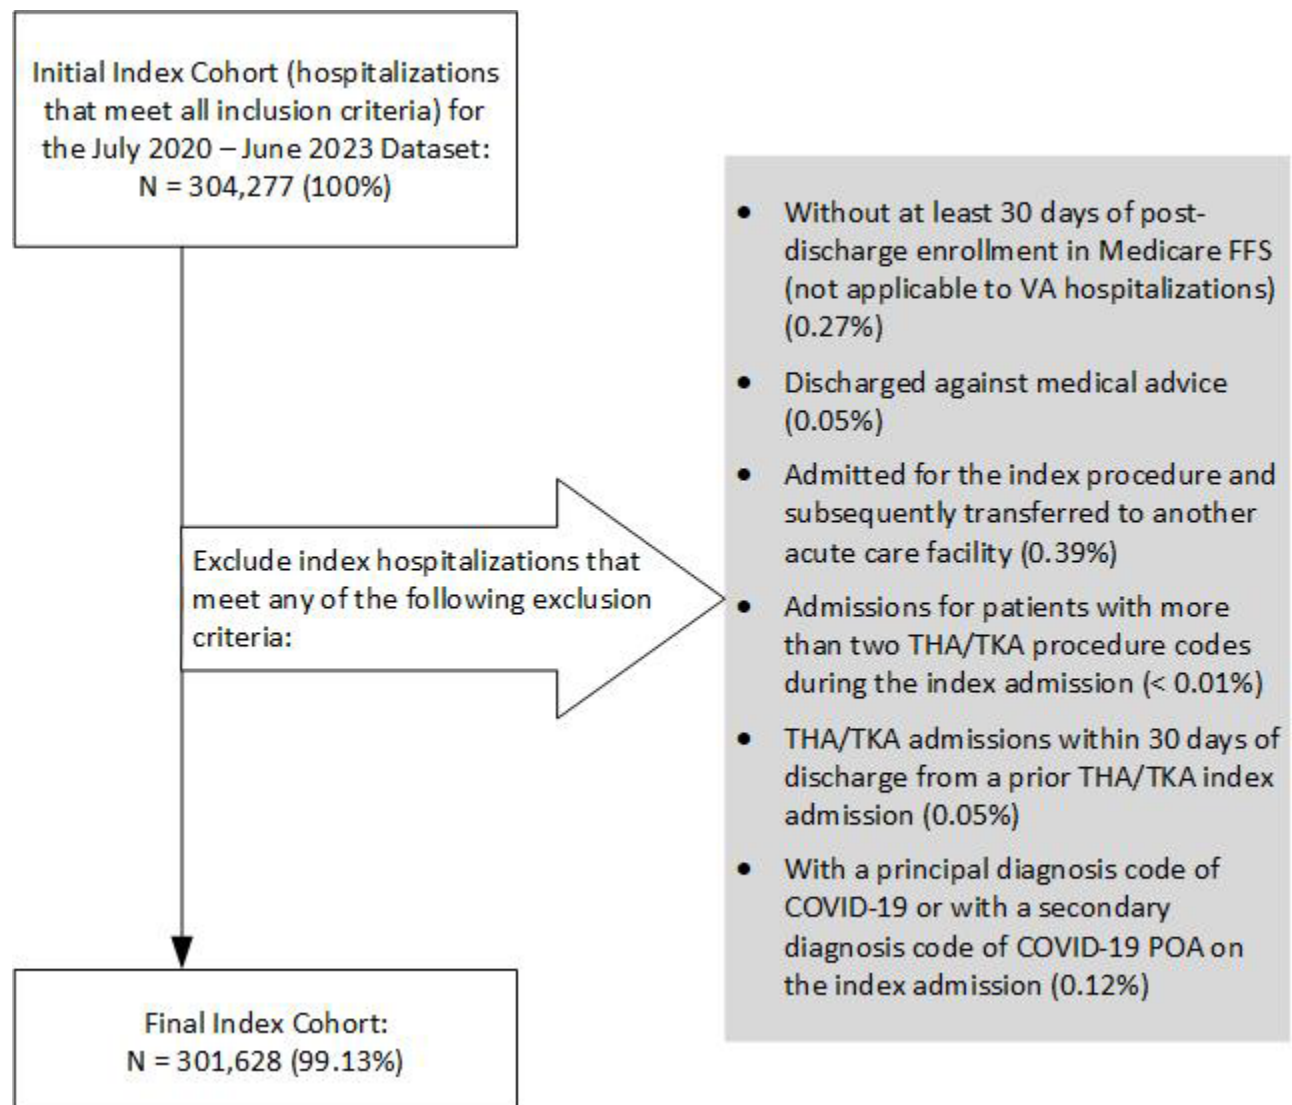 Initial Index Cohort (hospitalizations
that meet all inclusion criteria) for
the July 2020 – June 2023 Dataset:
N = 304,277 (100%)
Exclude index hospitalizations that
meet any of the following exclusion
criteria:
• Without at least 30 days of post-
discharge enrollment in Medicare FFS
(not applicable to VA hospitalizations)
(0.27%)
• Discharged against medical advice
(0.05%)
• Admitted for the index procedure and
subsequently transferred to another
acute care facility (0.39%)
• Admissions for patients with more
than two THA/TKA procedure codes
during the index admission (< 0.01%)
• THA/TKA admissions within 30 days of
discharge from a prior THA/TKA index
admission (0.05%)
• With a principal diagnosis code of
COVID-19 or with a secondary
diagnosis code of COVID-19 POA on
the index admission (0.12%)
Final Index Cohort:
N = 301,628 (99.13%)